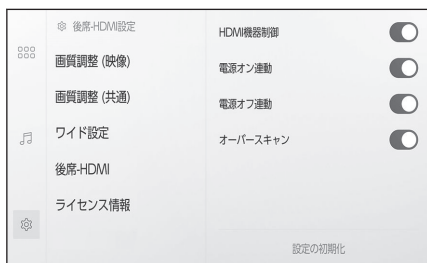 後席-HDMI設定
画質調整 (映像)
画質調整 (共通)
ワイド設定
後席-HDMI
ライセンス情報
HDMI機器制御
電源オン連動
電源オフ連動
オーバースキャン
設定の初期化